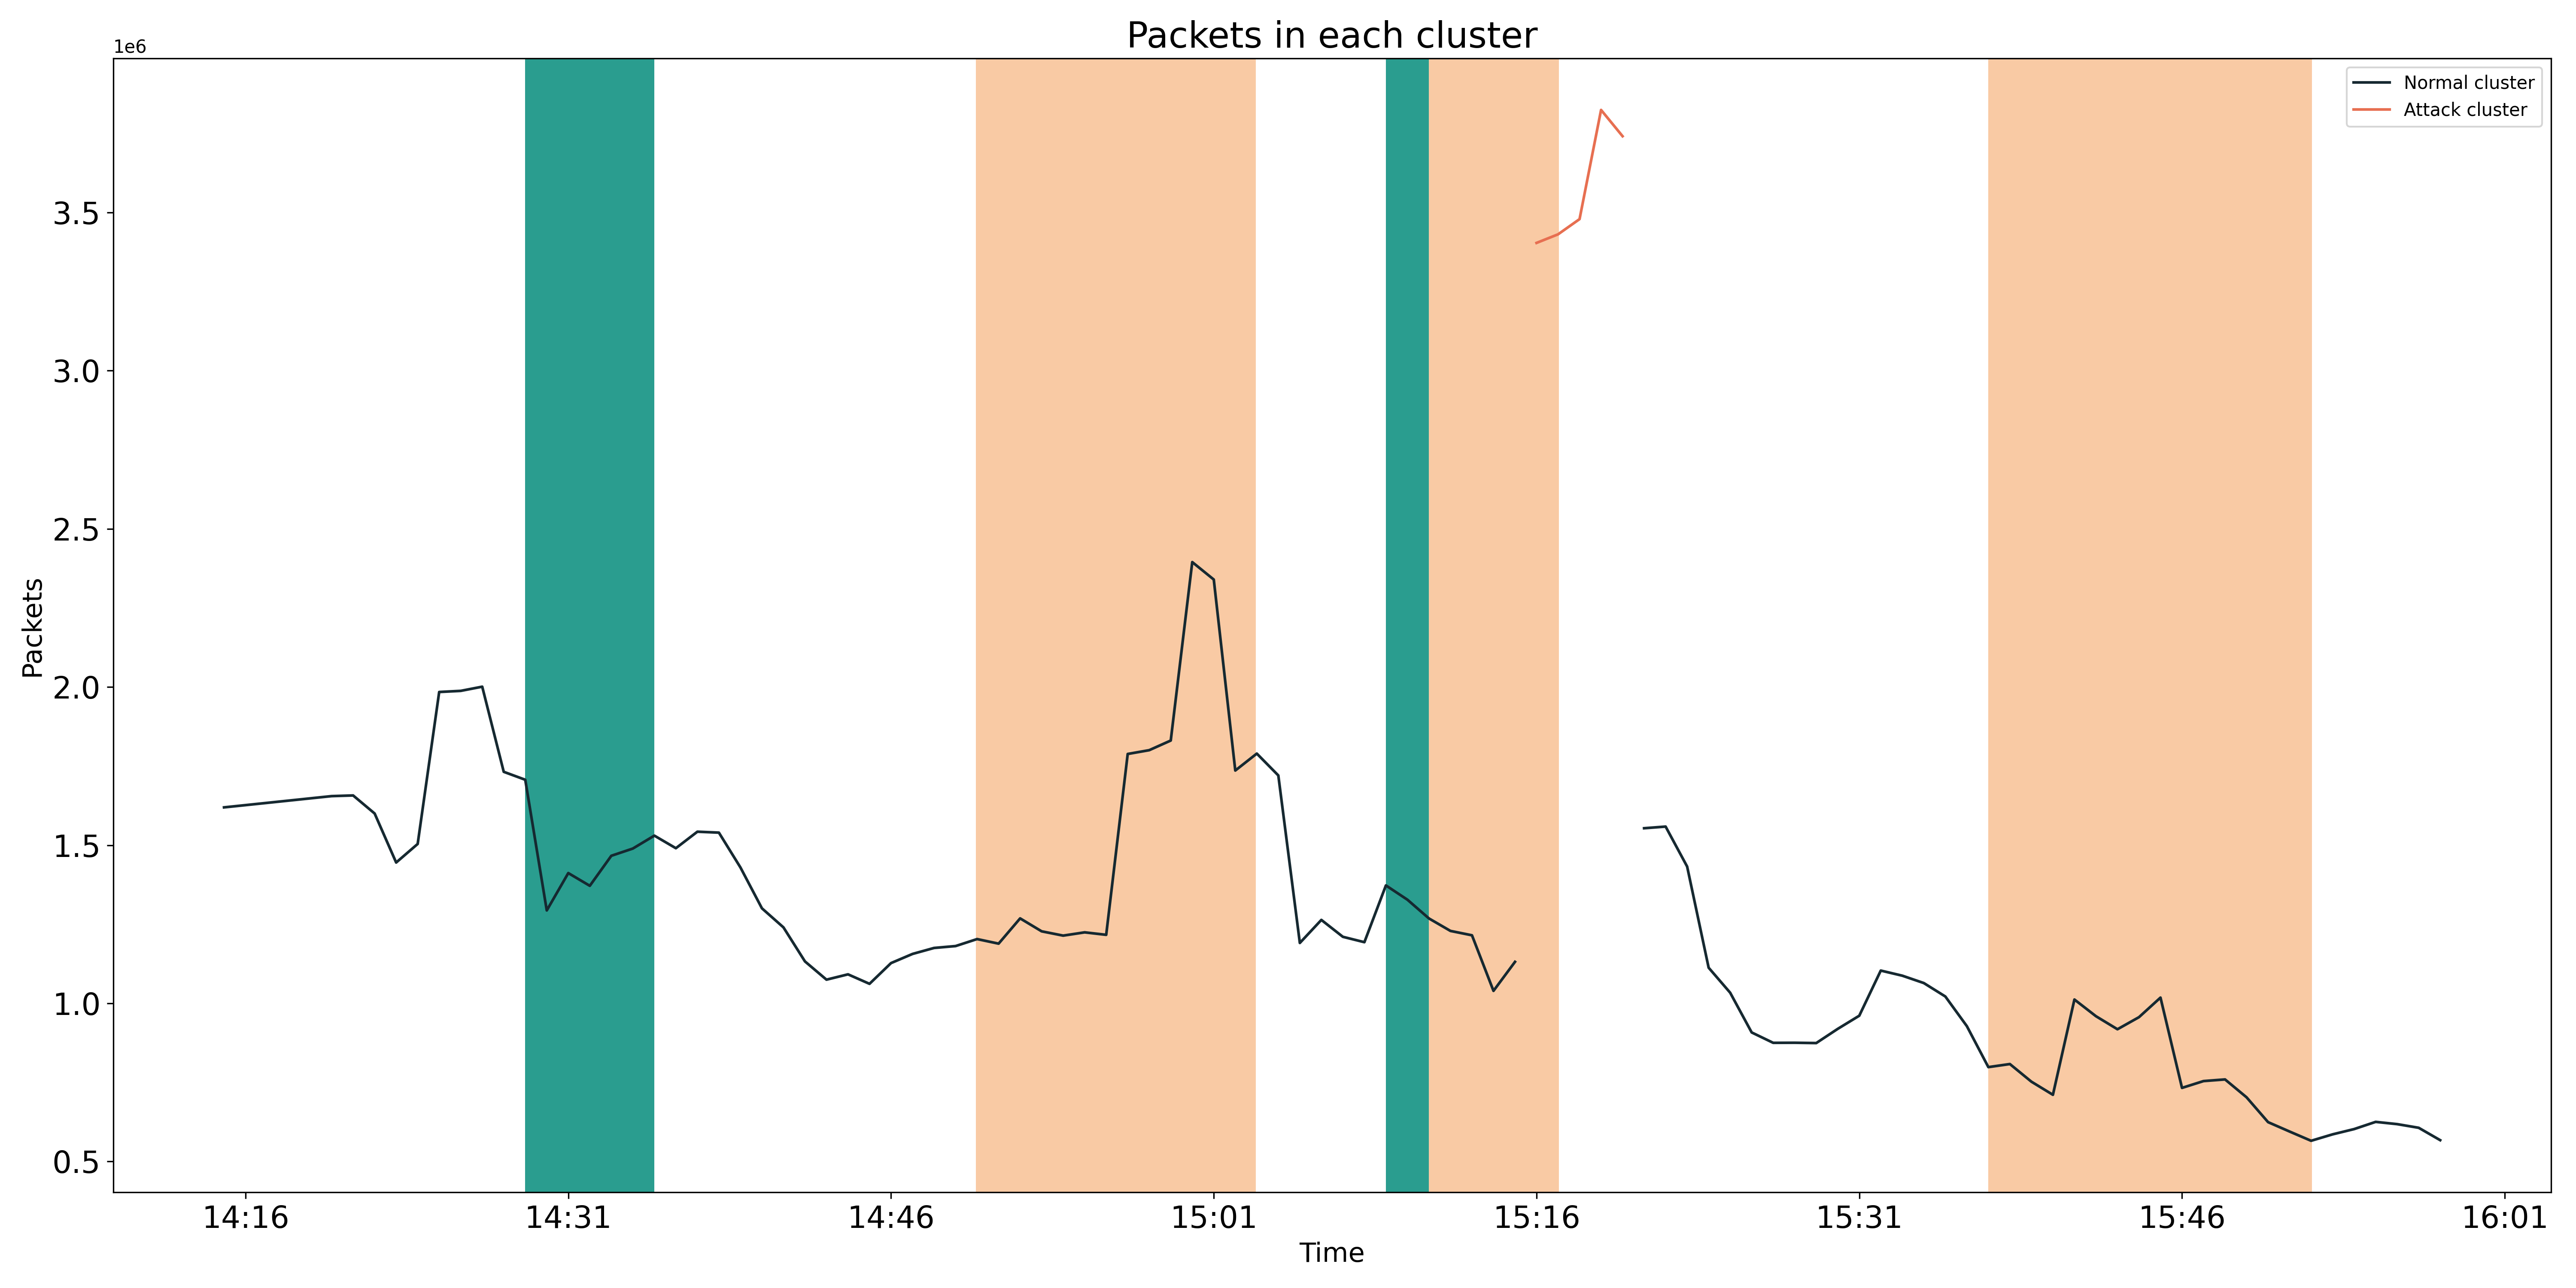 Packets in each cluster
1e6
Normal cluster
Attack cluster
3.5
3.0
2.5
2.0
1.5
1.0
0.5
Packets
14:16 14:31 14:46 15:01 15:16 15:31 15:46 16:01
Time